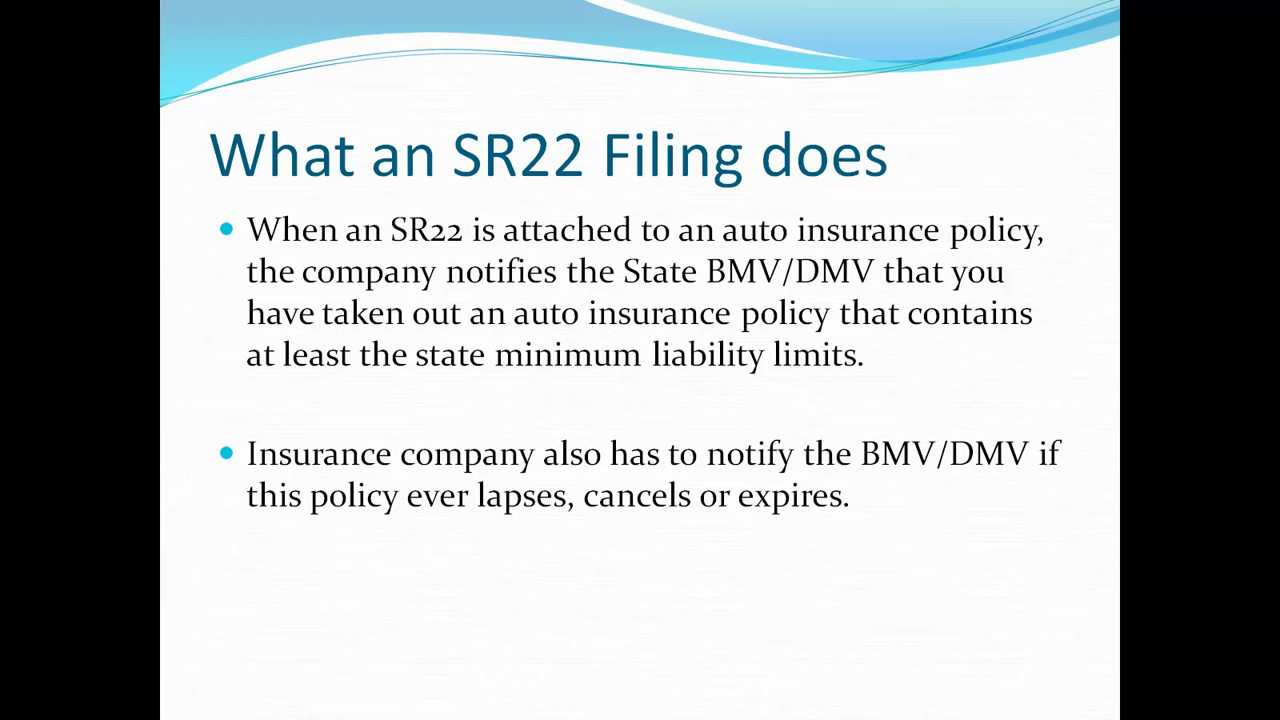 What an SR22 Filing does
When an SR22 is attached to an auto insurance policy,
the company notifies the State BMV/DMV that you
have taken out an auto insurance policy that contains
at least the state minimum liability limits.
Insurance company also has to notify the BMV/DMV if
this policy ever lapses, cancels or expires.